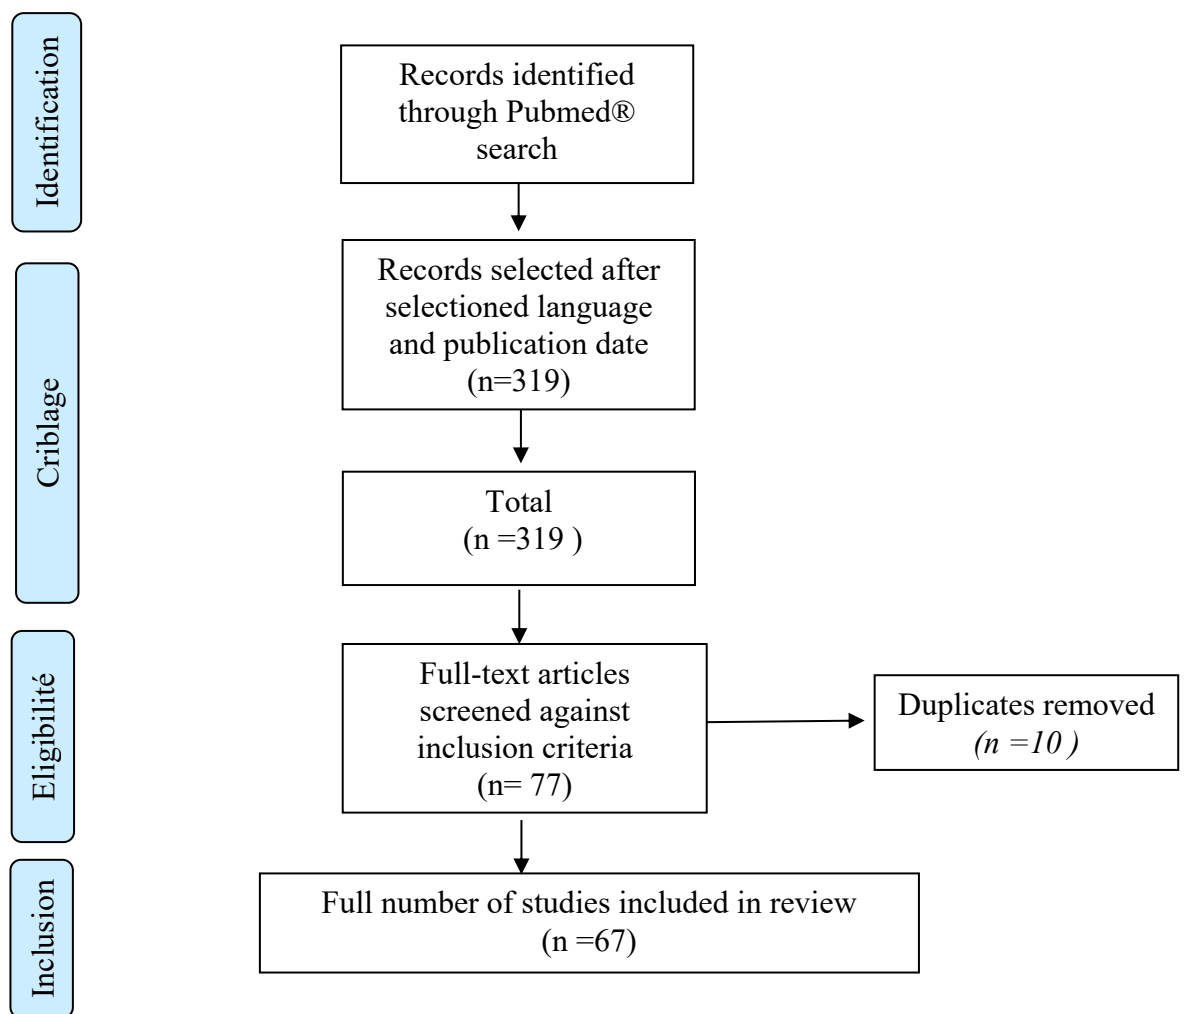 Identification
Records identified
through Pubmed®
search
Criblage
Records selected after
selectioned language
and publication date
(n=319)
Total
(n =319 )
Eligibilité
Full-text articles
screened against
inclusion criteria
(n= 77)
Duplicates removed
(n =10 )
Inclusion
Full number of studies included in review
(n =67)